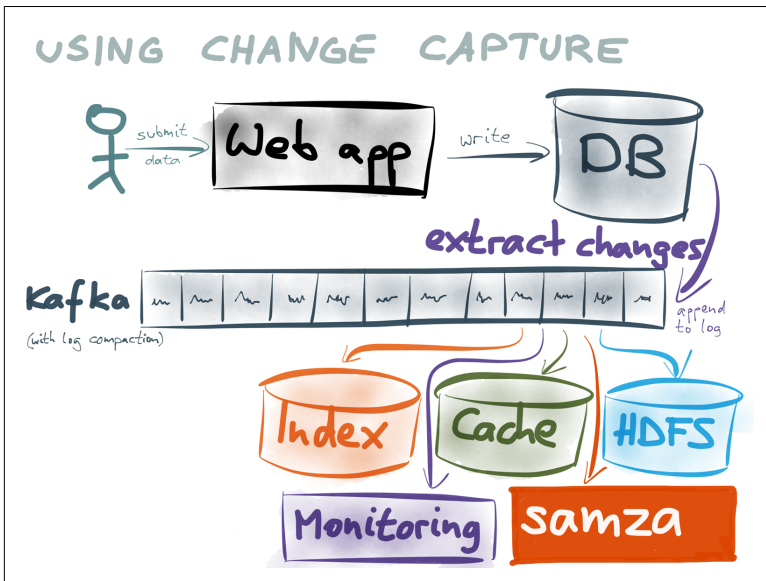 USING CHANGE CAPTURE
submit
data
Web app
write
DB
extract changes
Kafka
(with log compaction)
append
to log
Index
Cache
HDFS
Monitoring
samza